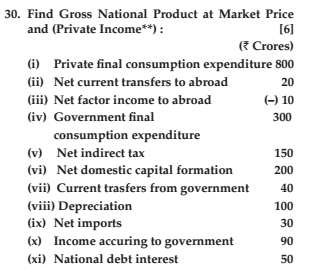 30. Find Gross National Product at Market Price
and (Private Income**) : [6]
(₹ Crores)
(i) Private final consumption expenditure 800
(ii) Net current transfers to abroad 20
(iii) Net factor income to abroad (–) 10
(iv) Government final 300
consumption expenditure
(v) Net indirect tax 150
(vi) Net domestic capital formation 200
(vii) Current trasfers from government 40
(viii) Depreciation 100
(ix) Net imports 30
(x) Income accuring to government 90
(xi) National debt interest 50